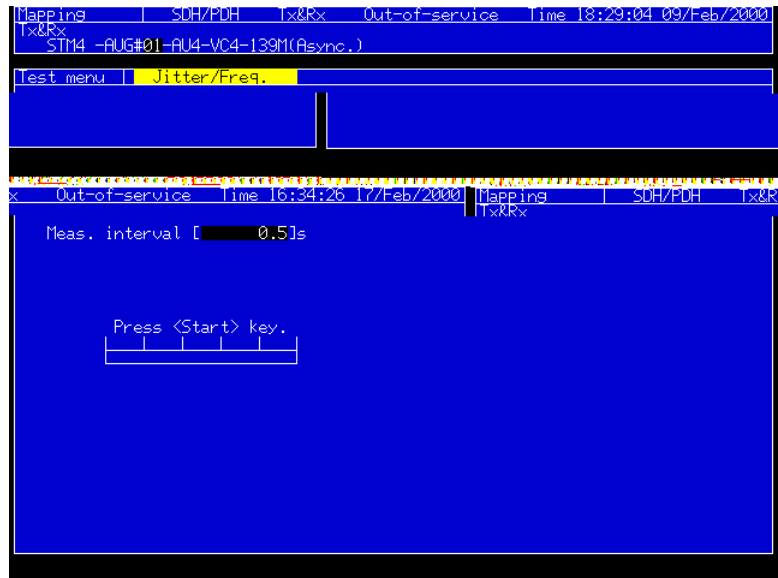 Mapping | SDH/PDH Tx&Rx Out-of-service Time 18:29:04 09/Feb/2000
Tx&Rx
STM4 -AUG#01-AU4-VC4-139M(Async.)
Test menu | Jitter/Freq.
x Out-of-service Time 16:34:26 17/Feb/2000 Mapping | SDH/PDH Tx&R
Tx&Rx
Meas. interval [ 0.5]s
Press <Start> key.